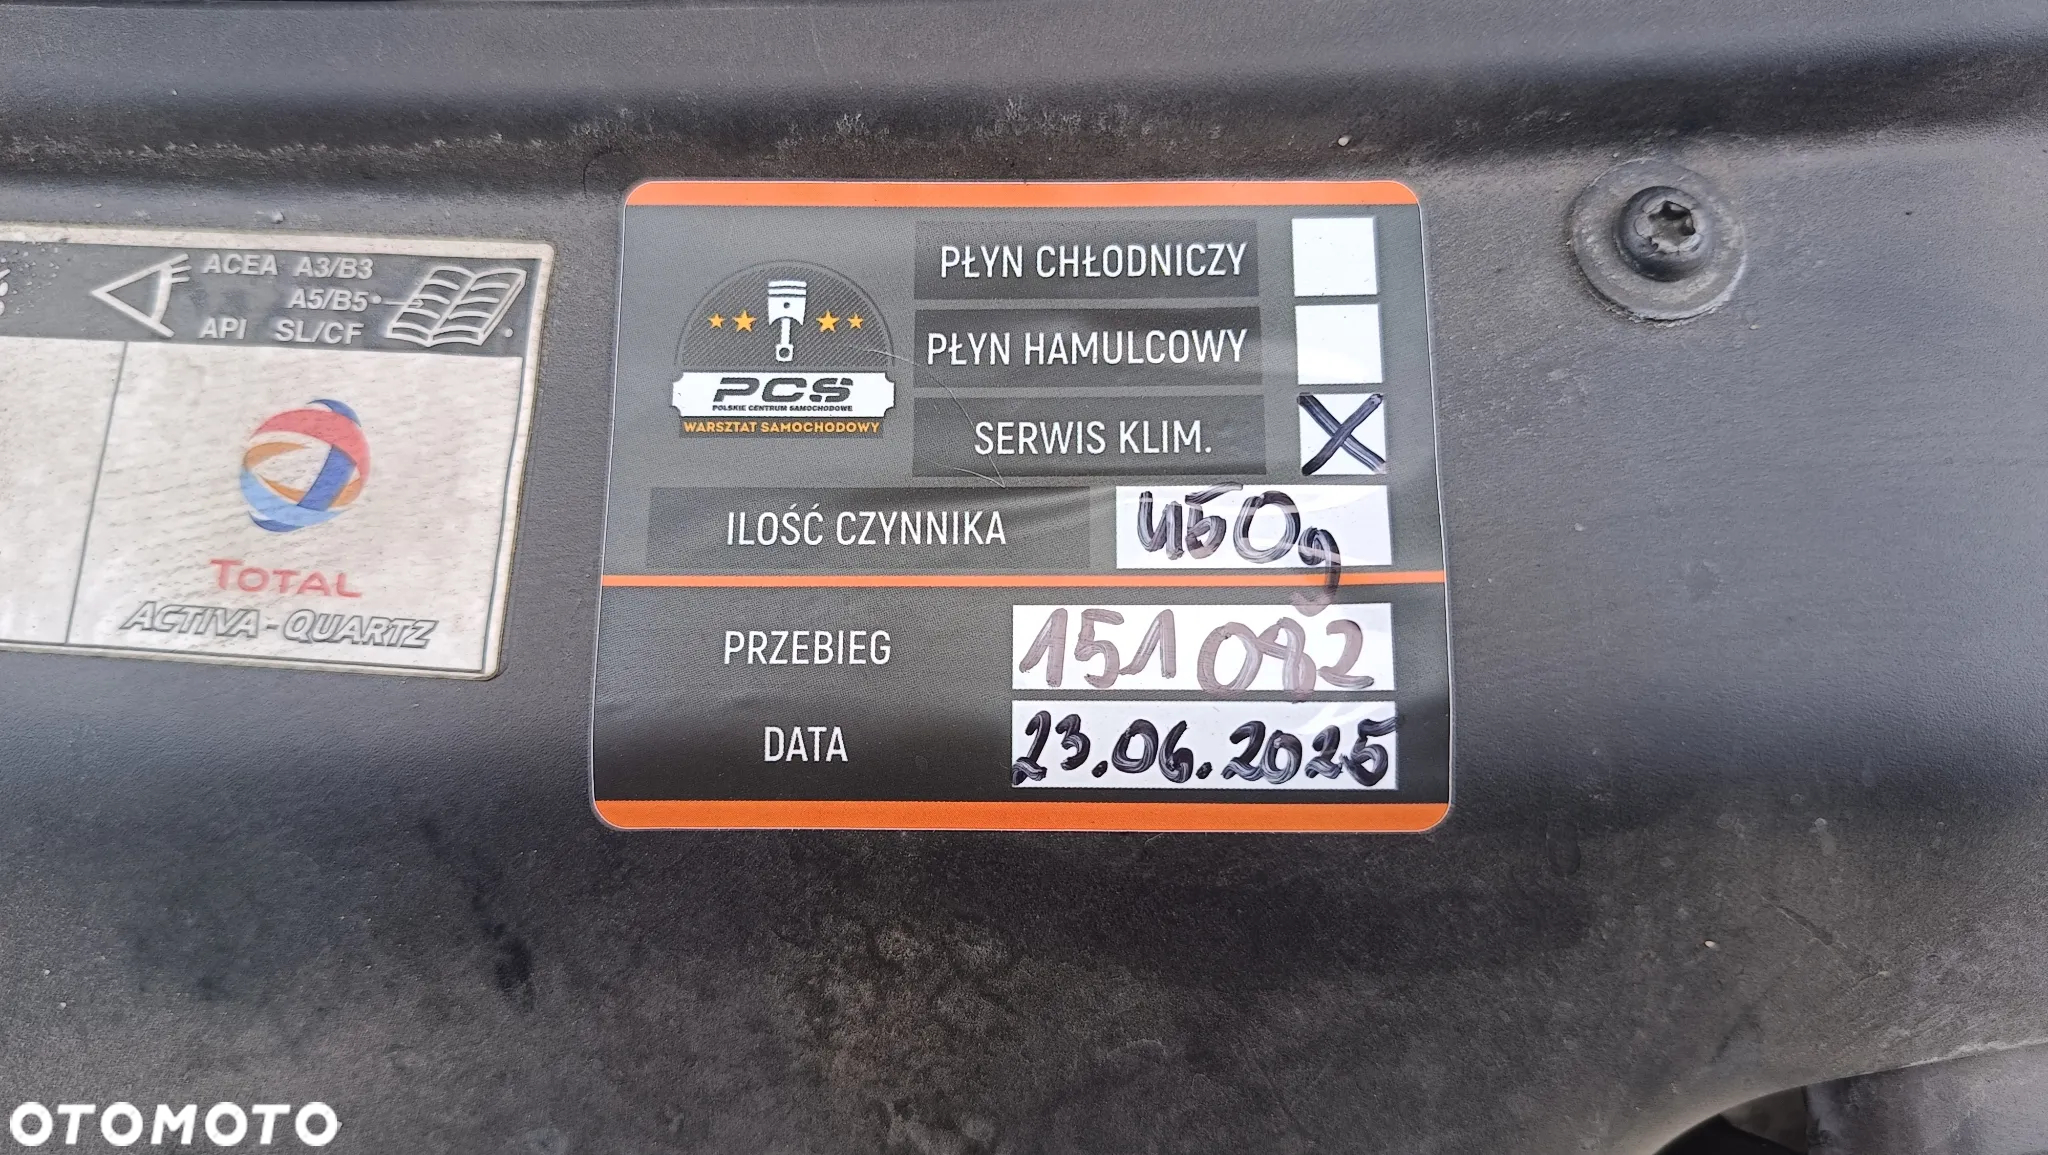 ACEA A3/B3
A5/B5
API SL/CF
TOTAL
ACTIVA-QUARTZ
PCS
POLSKIE CENTRUM SAMOCHODOWE
WARSZTAT SAMOCHODOWY
PŁYN CHŁODNICZY
PŁYN HAMULCOWY
SERWIS KLIM. X
ILOŚĆ CZYNNIKA 450g
PRZEBIEG 151082
DATA 23.06.2025
OTOMOTO